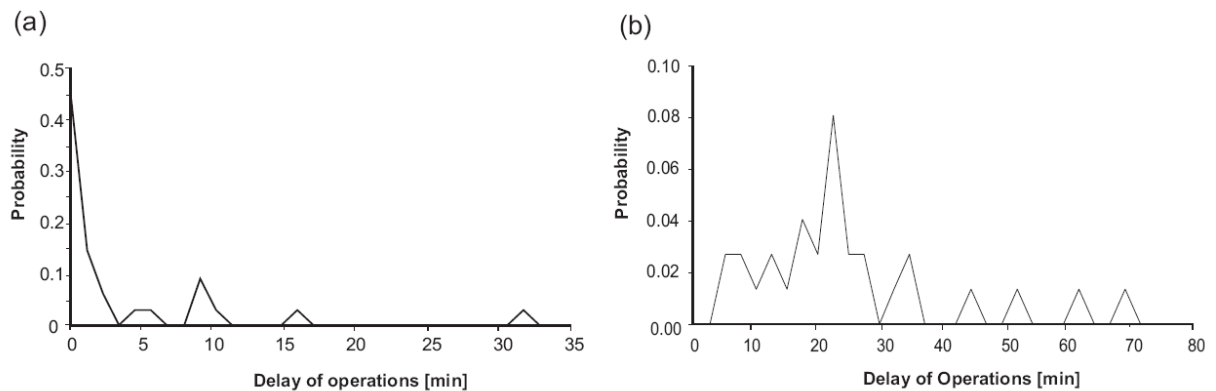 (a)
0.5
0.4
0.3
0.2
0.1
0
0 5 10 15 20 25 30 35
Probability
Delay of operations [min]
(b)
0.10
0.08
0.06
0.04
0.02
0.00
0 10 20 30 40 50 60 70 80
Probability
Delay of Operations [min]